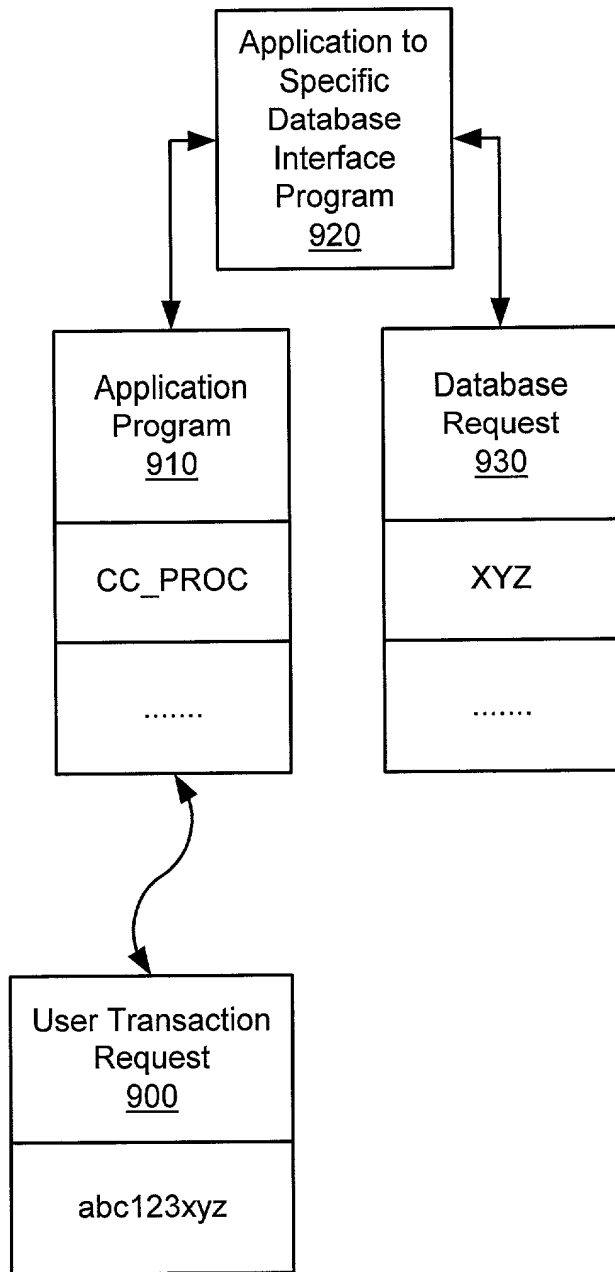 Application to
Specific
Database
Interface
Program
920
Application
Program
910
CC_PROC
.......
Database
Request
930
XYZ
.......
User Transaction
Request
900
abc123xyz